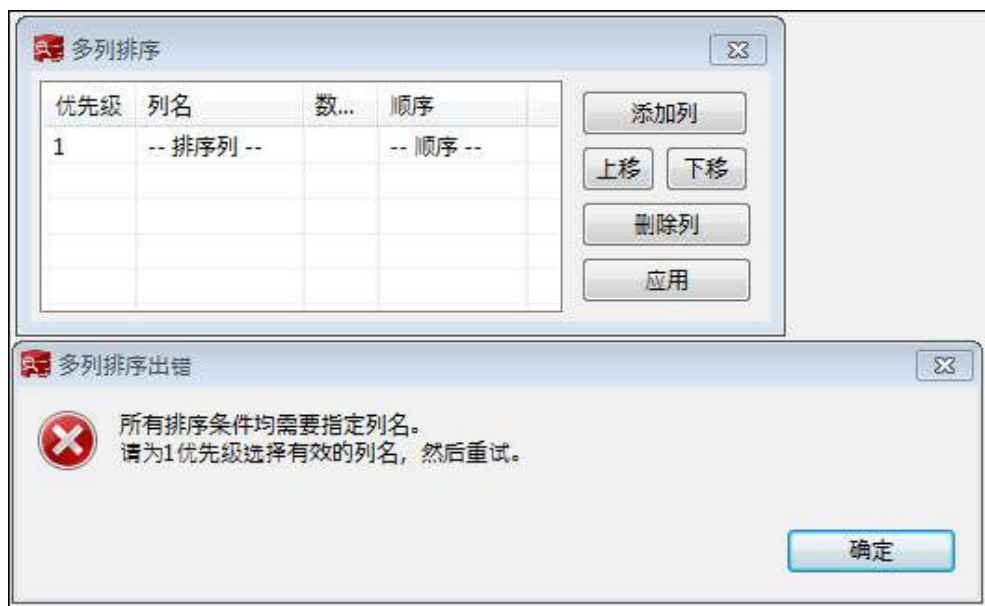 多列排序
优先级 列名 数... 顺序
1 -- 排序列 -- -- 顺序 --
添加列
上移 下移
删除列
应用
多列排序出错
所有排序条件均需要指定列名。
请为1优先级选择有效的列名，然后重试。
确定